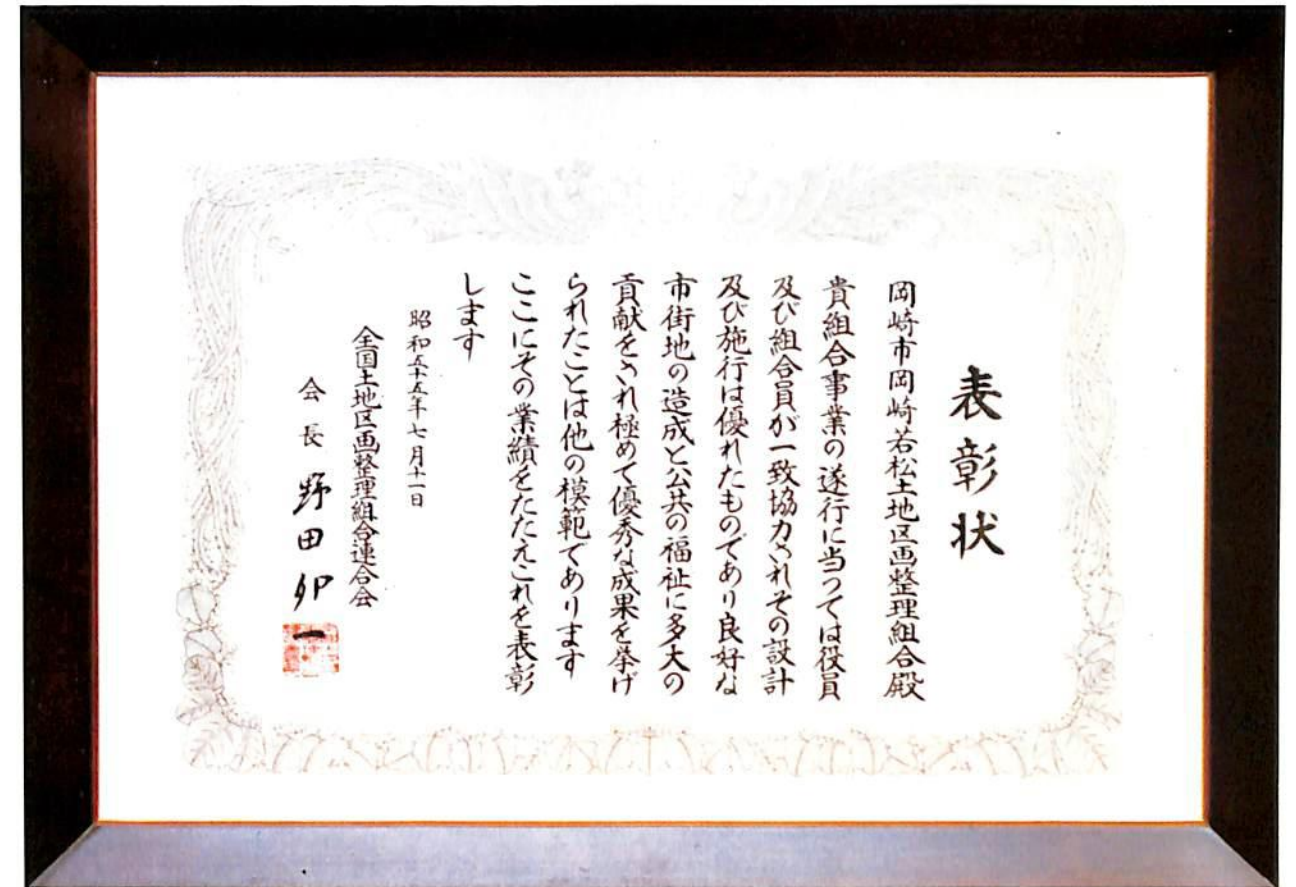 表彰状
岡崎市岡崎若松土地区画整理組合殿
貴組合事業の遂行に当っては役員
及び組合員が一致協力されその設計
及び施行は優れたものであり良好な
市街地の造成と公共の福祉に多大の
貢献をされ極めて優秀な成果を挙げ
られたことは他の模範であります
ここにその業績をたたえこれを表彰
します
昭和五十五年七月十一日
全国土地区画整理組合連合会
会長 野田卯一